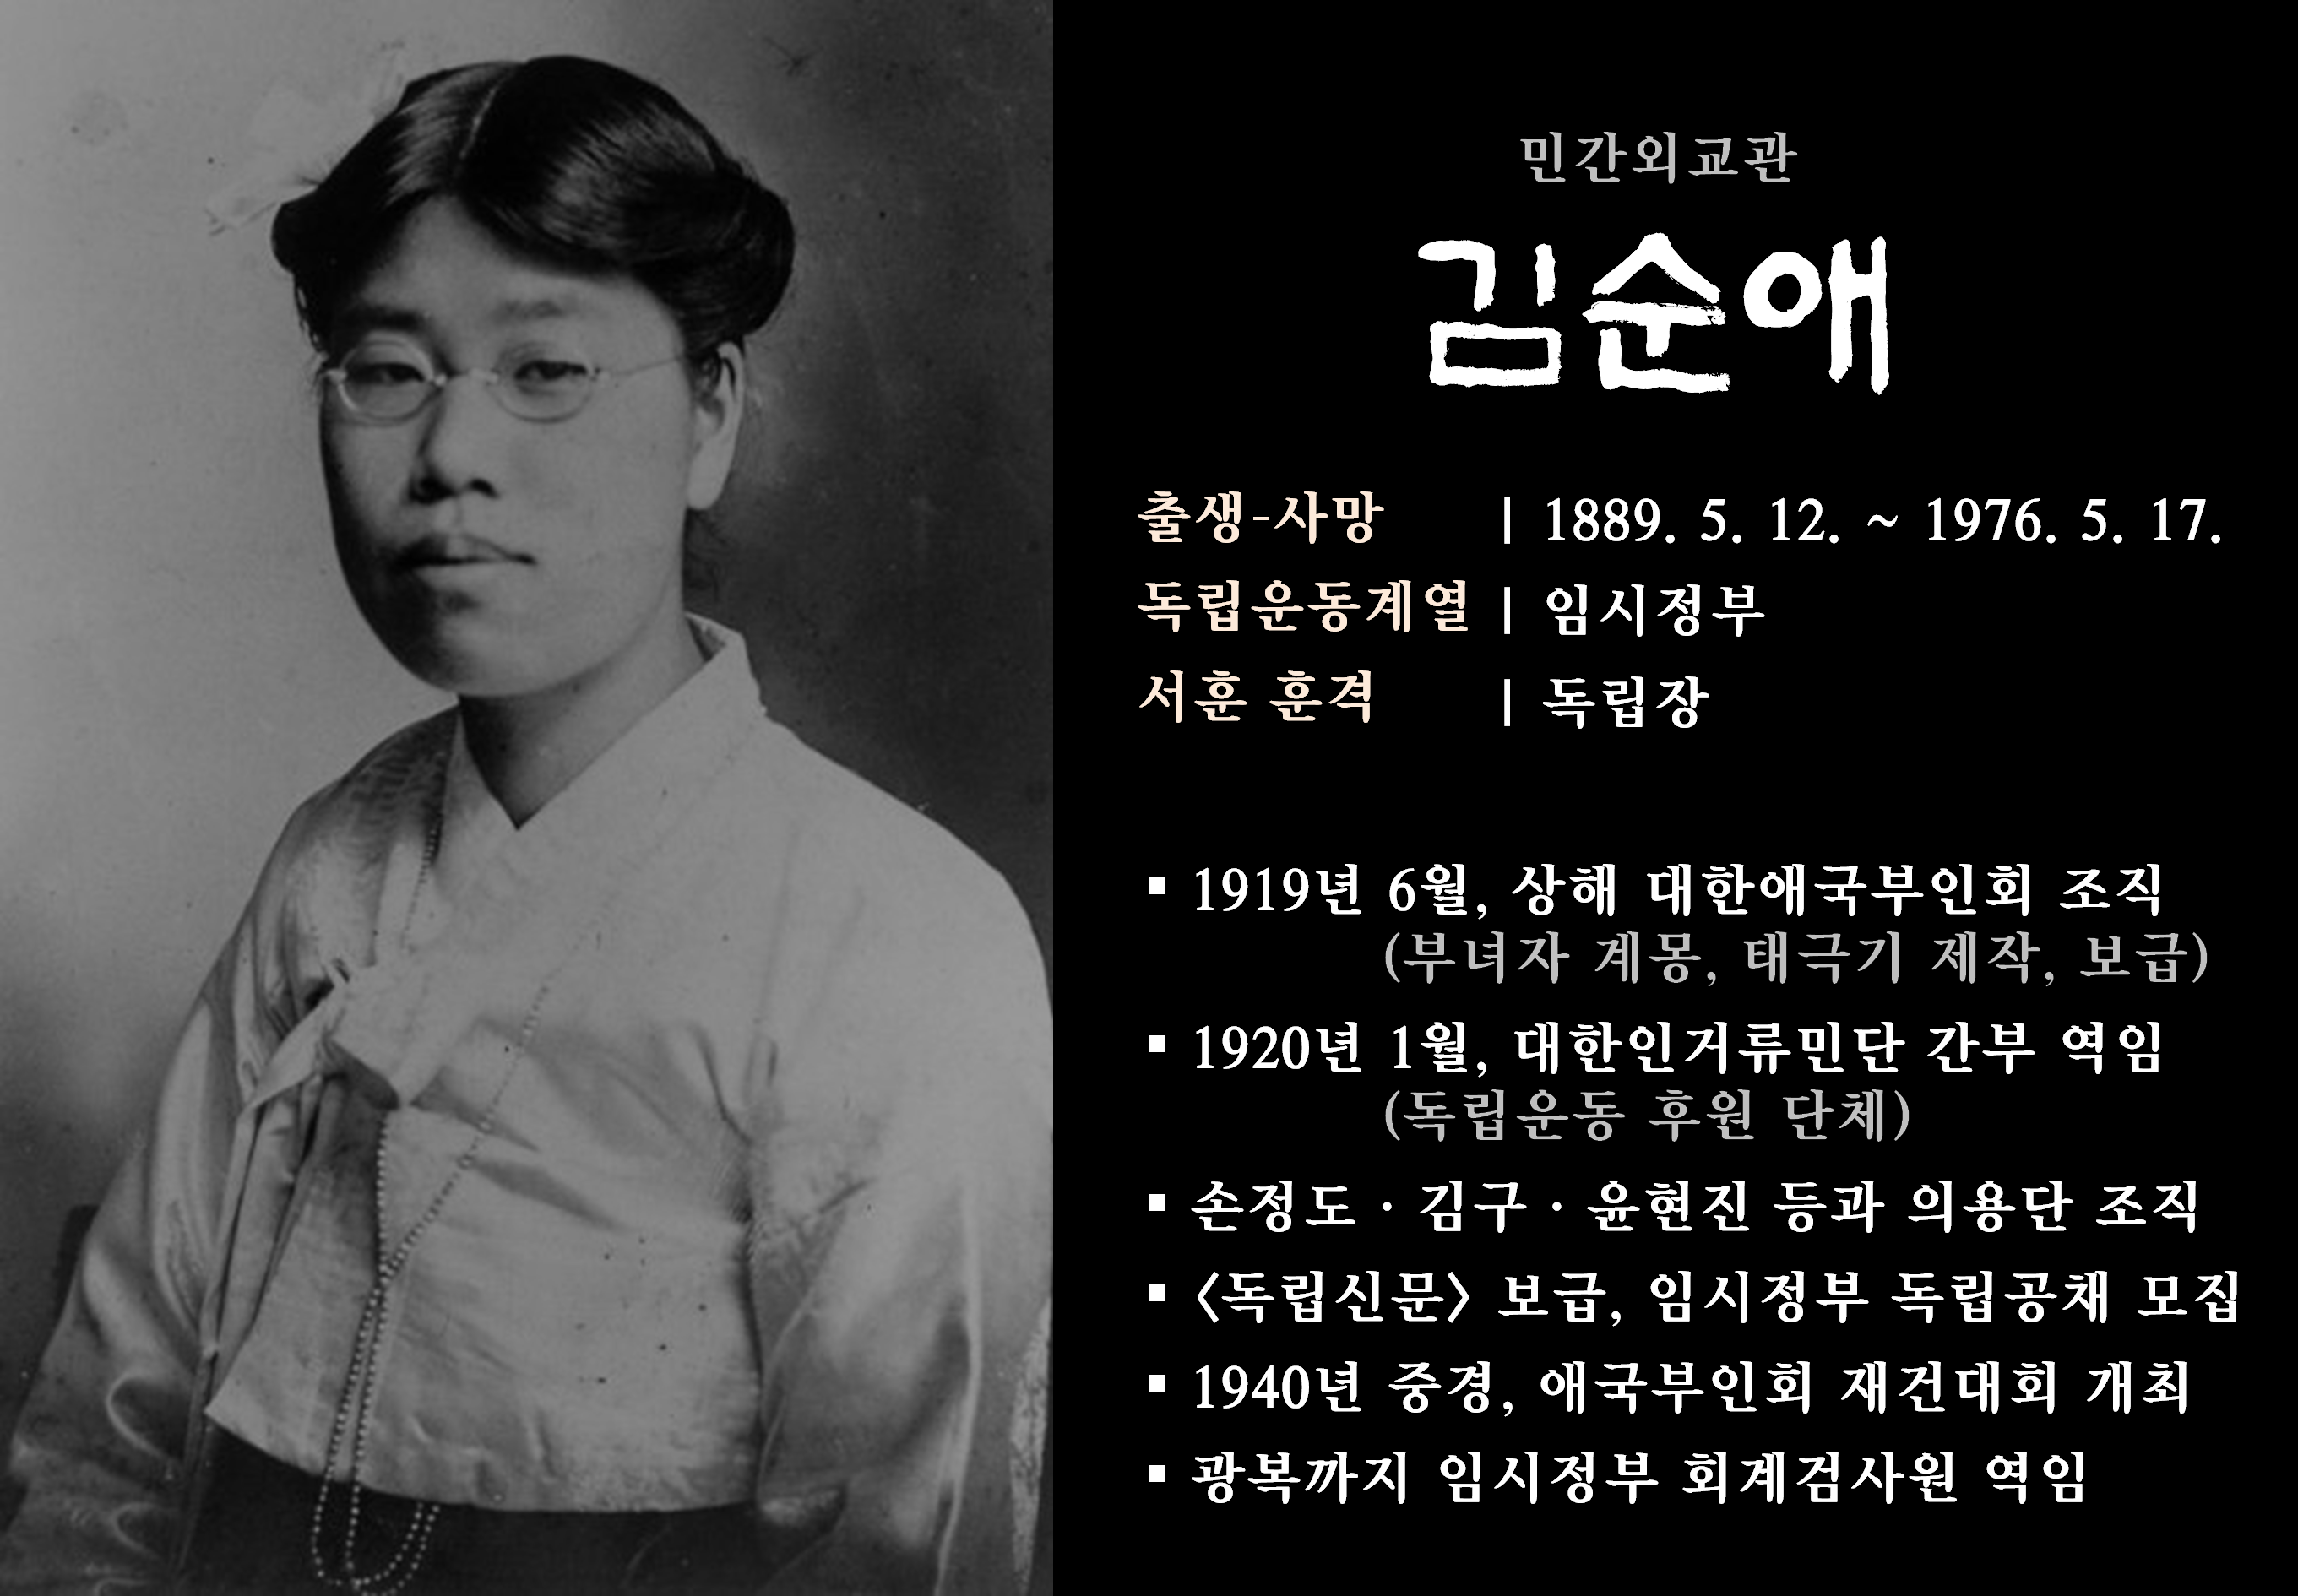 민간외교관
김순애
출생-사망 | 1889. 5. 12. ~ 1976. 5. 17.
독립운동계열 | 임시정부
서훈 훈격 | 독립장
▪ 1919년 6월, 상해 대한애국부인회 조직
(부녀자 계몽, 태극기 제작, 보급)
▪ 1920년 1월, 대한인거류민단 간부 역임
(독립운동 후원 단체)
▪ 손정도 · 김구 · 윤현진 등과 의용단 조직
▪ 〈독립신문〉 보급, 임시정부 독립공채 모집
▪ 1940년 중경, 애국부인회 재건대회 개최
▪ 광복까지 임시정부 회계검사원 역임